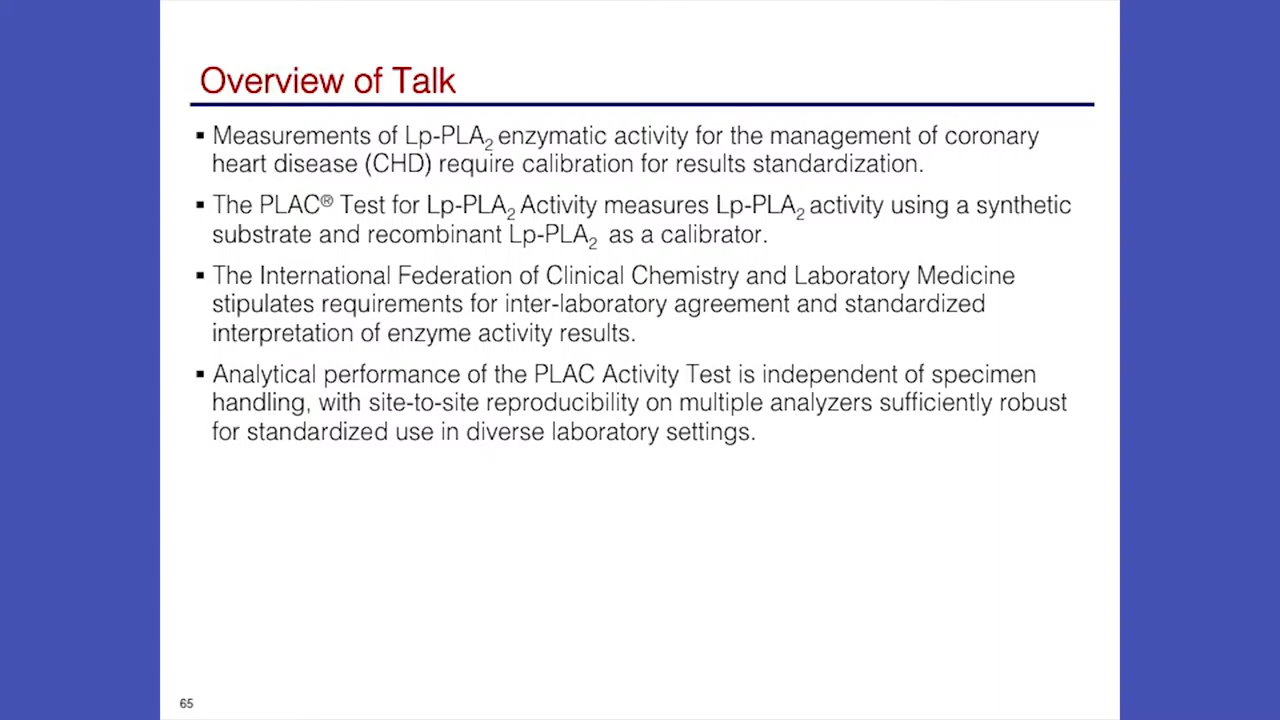 Overview of Talk
▪ Measurements of Lp-PLA₂ enzymatic activity for the management of coronary
heart disease (CHD) require calibration for results standardization.
▪ The PLAC® Test for Lp-PLA₂ Activity measures Lp-PLA₂ activity using a synthetic
substrate and recombinant Lp-PLA₂ as a calibrator.
▪ The International Federation of Clinical Chemistry and Laboratory Medicine
stipulates requirements for inter-laboratory agreement and standardized
interpretation of enzyme activity results.
▪ Analytical performance of the PLAC Activity Test is independent of specimen
handling, with site-to-site reproducibility on multiple analyzers sufficiently robust
for standardized use in diverse laboratory settings.
65